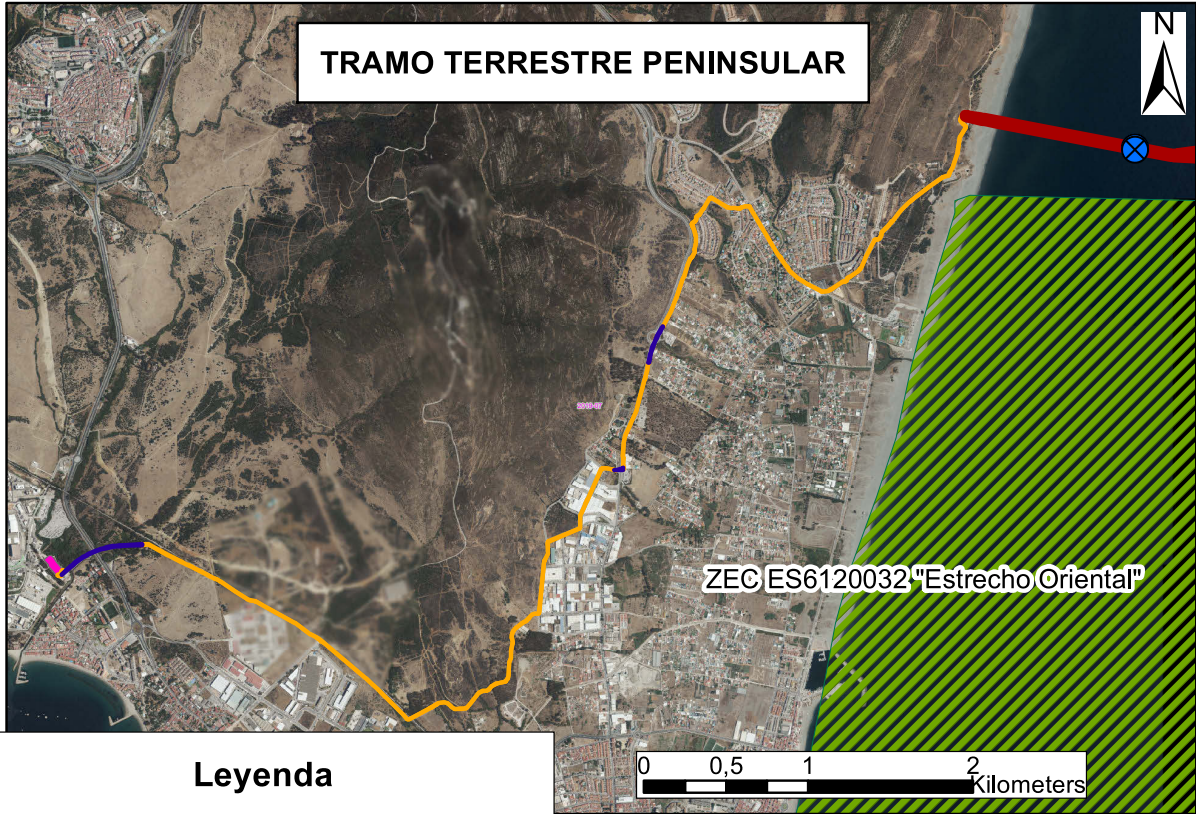 TRAMO TERRESTRE PENINSULAR
N
ZEC ES6120032 "Estrecho Oriental"
Leyenda
0 0,5 1 2
Kilometers